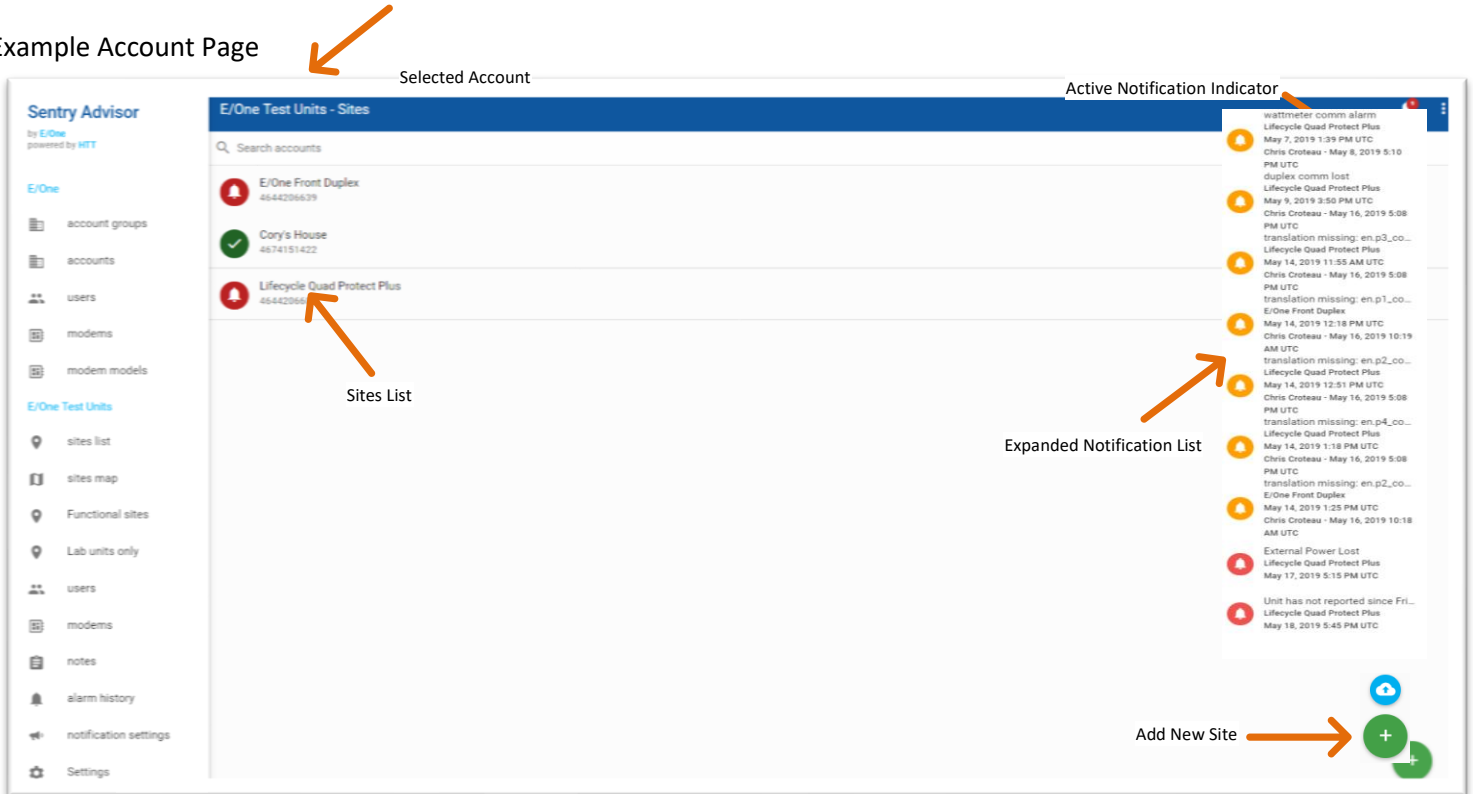 Example Account Page
Selected Account
Active Notification Indicator
Sentry Advisor
by E/One
powered by HTT
E/One
account groups
accounts
users
modems
modem models
E/One Test Units
sites list
sites map
Functional sites
Lab units only
users
modems
notes
alarm history
notification settings
Settings
E/One Test Units - Sites
Search accounts
E/One Front Duplex
4644206639
Cory's House
4674151422
Lifecycle Quad Protect Plus
Sites List
Expanded Notification List
wattmeter comm alarm
Lifecycle Quad Protect Plus
May 7, 2019 1:39 PM UTC
Chris Croteau - May 8, 2019 5:10
PM UTC
duplex comm lost
Lifecycle Quad Protect Plus
May 9, 2019 3:50 PM UTC
Chris Croteau - May 16, 2019 5:08
PM UTC
translation missing: en.p3_co...
Lifecycle Quad Protect Plus
May 14, 2019 11:55 AM UTC
Chris Croteau - May 16, 2019 5:08
PM UTC
translation missing: en.p1_co...
E/One Front Duplex
May 14, 2019 12:18 PM UTC
Chris Croteau - May 16, 2019 10:19
AM UTC
translation missing: en.p2_co...
Lifecycle Quad Protect Plus
May 14, 2019 12:51 PM UTC
Chris Croteau - May 16, 2019 5:08
PM UTC
translation missing: en.p4_co...
Lifecycle Quad Protect Plus
May 14, 2019 1:18 PM UTC
Chris Croteau - May 16, 2019 5:08
PM UTC
translation missing: en.p2_co...
E/One Front Duplex
May 14, 2019 1:25 PM UTC
Chris Croteau - May 16, 2019 10:18
AM UTC
External Power Lost
Lifecycle Quad Protect Plus
May 17, 2019 5:15 PM UTC
Unit has not reported since Fri...
Lifecycle Quad Protect Plus
May 18, 2019 5:45 PM UTC
Add New Site